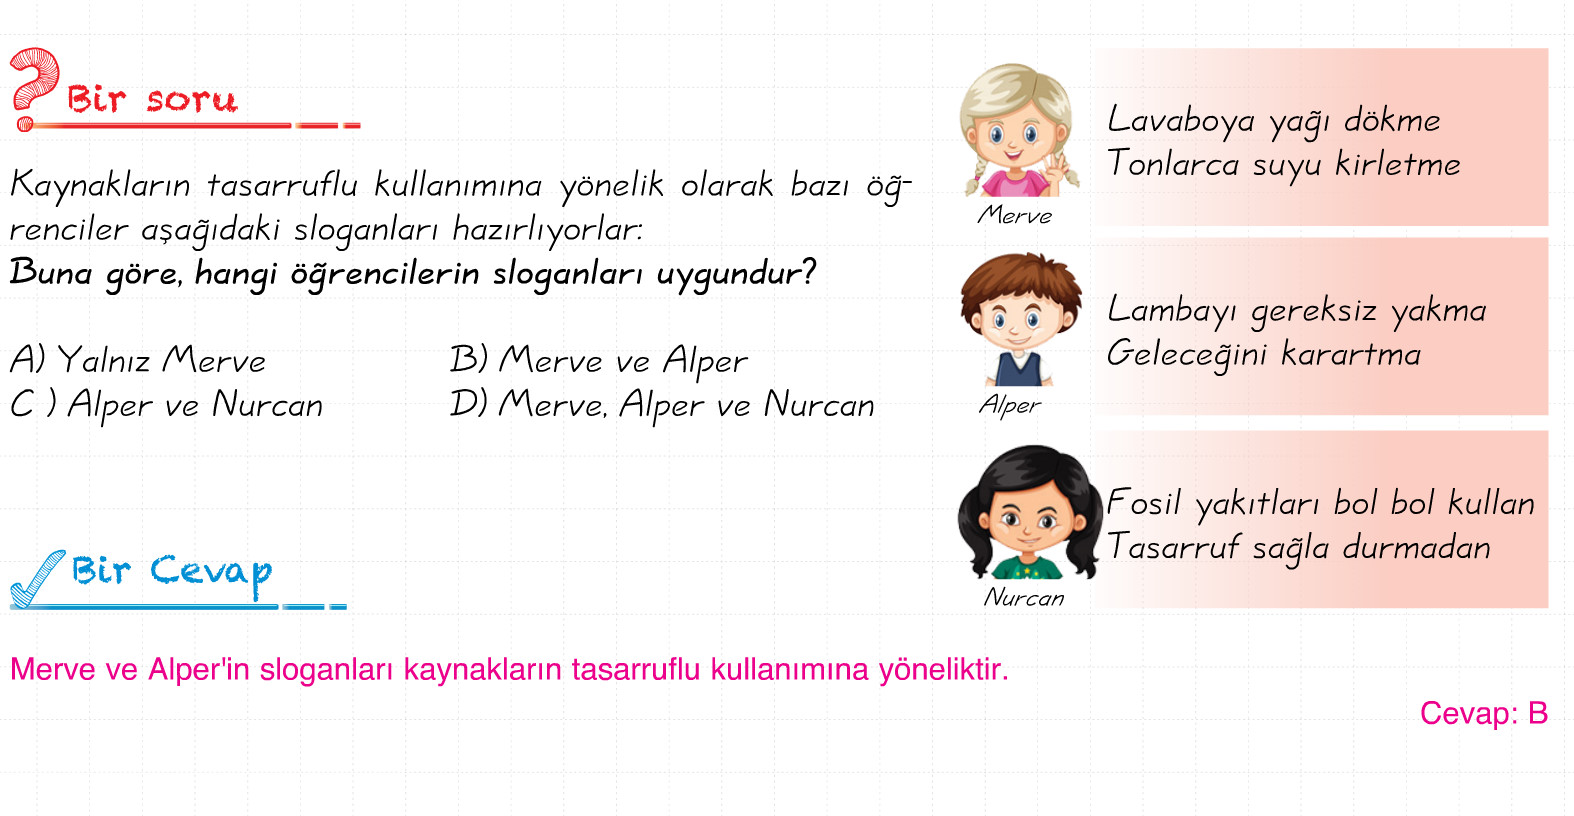 Bir soru
Kaynakların tasarruflu kullanımına yönelik olarak bazı öğ-
renciler aşağıdaki sloganları hazırlıyorlar:
Buna göre, hangi öğrencilerin sloganları uygundur?
A) Yalnız Merve
B) Merve ve Alper
C ) Alper ve Nurcan
D) Merve, Alper ve Nurcan
Lavaboya yağı dökme
Tonlarca suyu kirletme
Merve
Lambayı gereksiz yakma
Geleceğini karartma
Alper
Fosil yakıtları bol bol kullan
Tasarruf sağla durmadan
Nurcan
Bir Cevap
Merve ve Alper'in sloganları kaynakların tasarruflu kullanımına yöneliktir.
Cevap: B